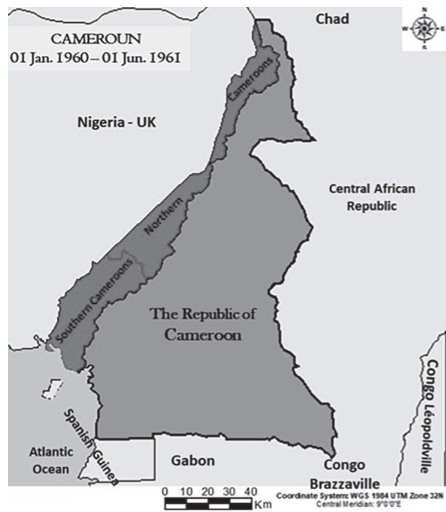 CAMEROUN
01 Jan. 1960 – 01 Jun. 1961
Chad
N
W
E
S
Nigeria - UK
Cameroons
Northern
Central African
Republic
Southern Cameroons
The Republic of
Cameroon
Spanish Guinea
Atlantic
Ocean
Gabon
Congo
Brazzaville
Congo Léopoldville
0 10 20 30 40
Km
Coordinate System: WGS 1984 UTM Zone 32N
Central Meridian: 9°0'0"E